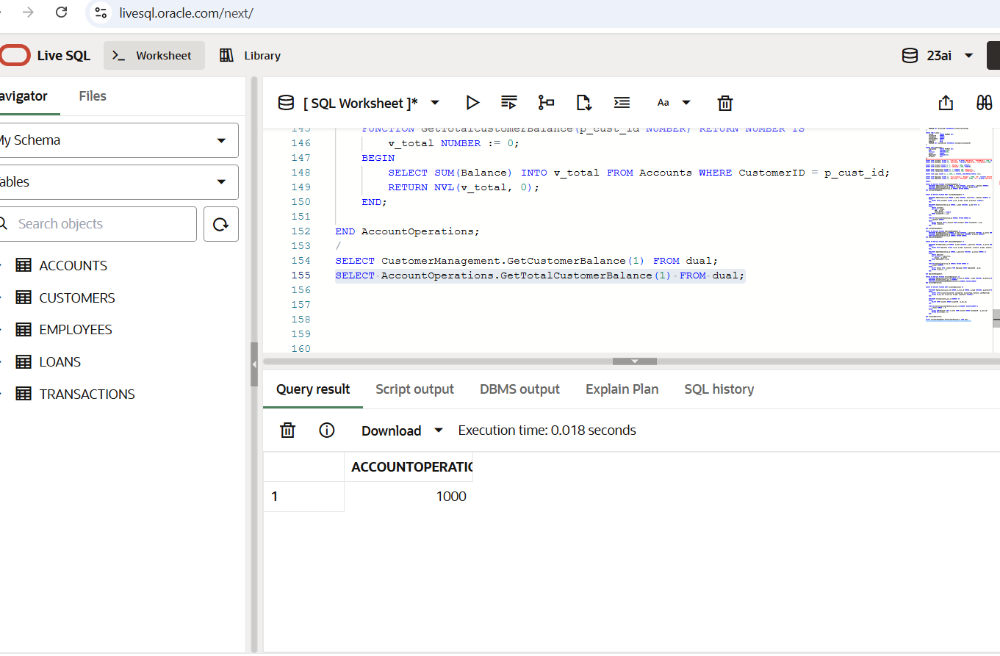 livesql.oracle.com/next/
Live SQL
Worksheet
Library
23ai
avigator
Files
[ SQL Worksheet ]*
Aa
My Schema
ables
Search objects
ACCOUNTS
CUSTOMERS
EMPLOYEES
LOANS
TRANSACTIONS
145 FUNCTION GetTotalCustomerBalance(p_cust_id NUMBER) RETURN NUMBER IS
146 v_total NUMBER := 0;
147 BEGIN
148 SELECT SUM(Balance) INTO v_total FROM Accounts WHERE CustomerID = p_cust_id;
149 RETURN NVL(v_total, 0);
150 END;
151
152 END AccountOperations;
153 /
154 SELECT CustomerManagement.GetCustomerBalance(1) FROM dual;
155 SELECT AccountOperations.GetTotalCustomerBalance(1) FROM dual;
156
157
158
159
160
Query result
Script output
DBMS output
Explain Plan
SQL history
Download
Execution time: 0.018 seconds
ACCOUNTOPERATIO
1 1000